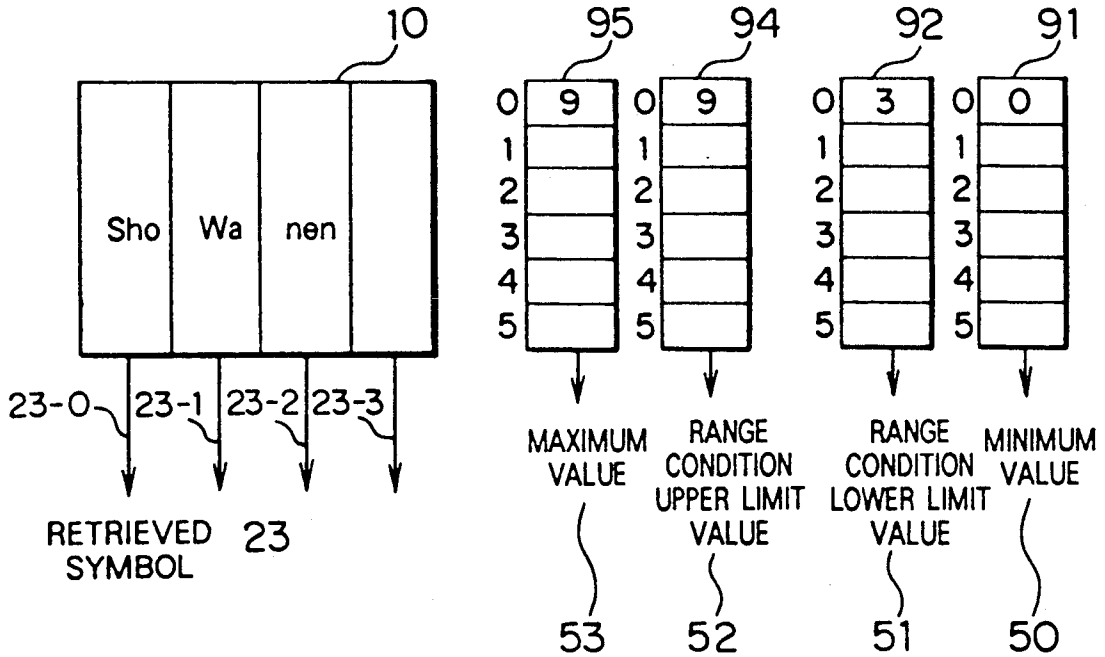 10 95 94 92 91
0 9 0 9 0 3 0 0
1 1 1 1
2 2 2 2
Sho Wa nen 3 3 3 3
4 4 4 4
5 5 5 5
23-0 23-1 23-2 23-3
MAXIMUM
VALUE
RANGE
CONDITION
UPPER LIMIT
VALUE
RANGE
CONDITION
LOWER LIMIT
VALUE
MINIMUM
VALUE
RETRIEVED
SYMBOL
23
53 52 51 50